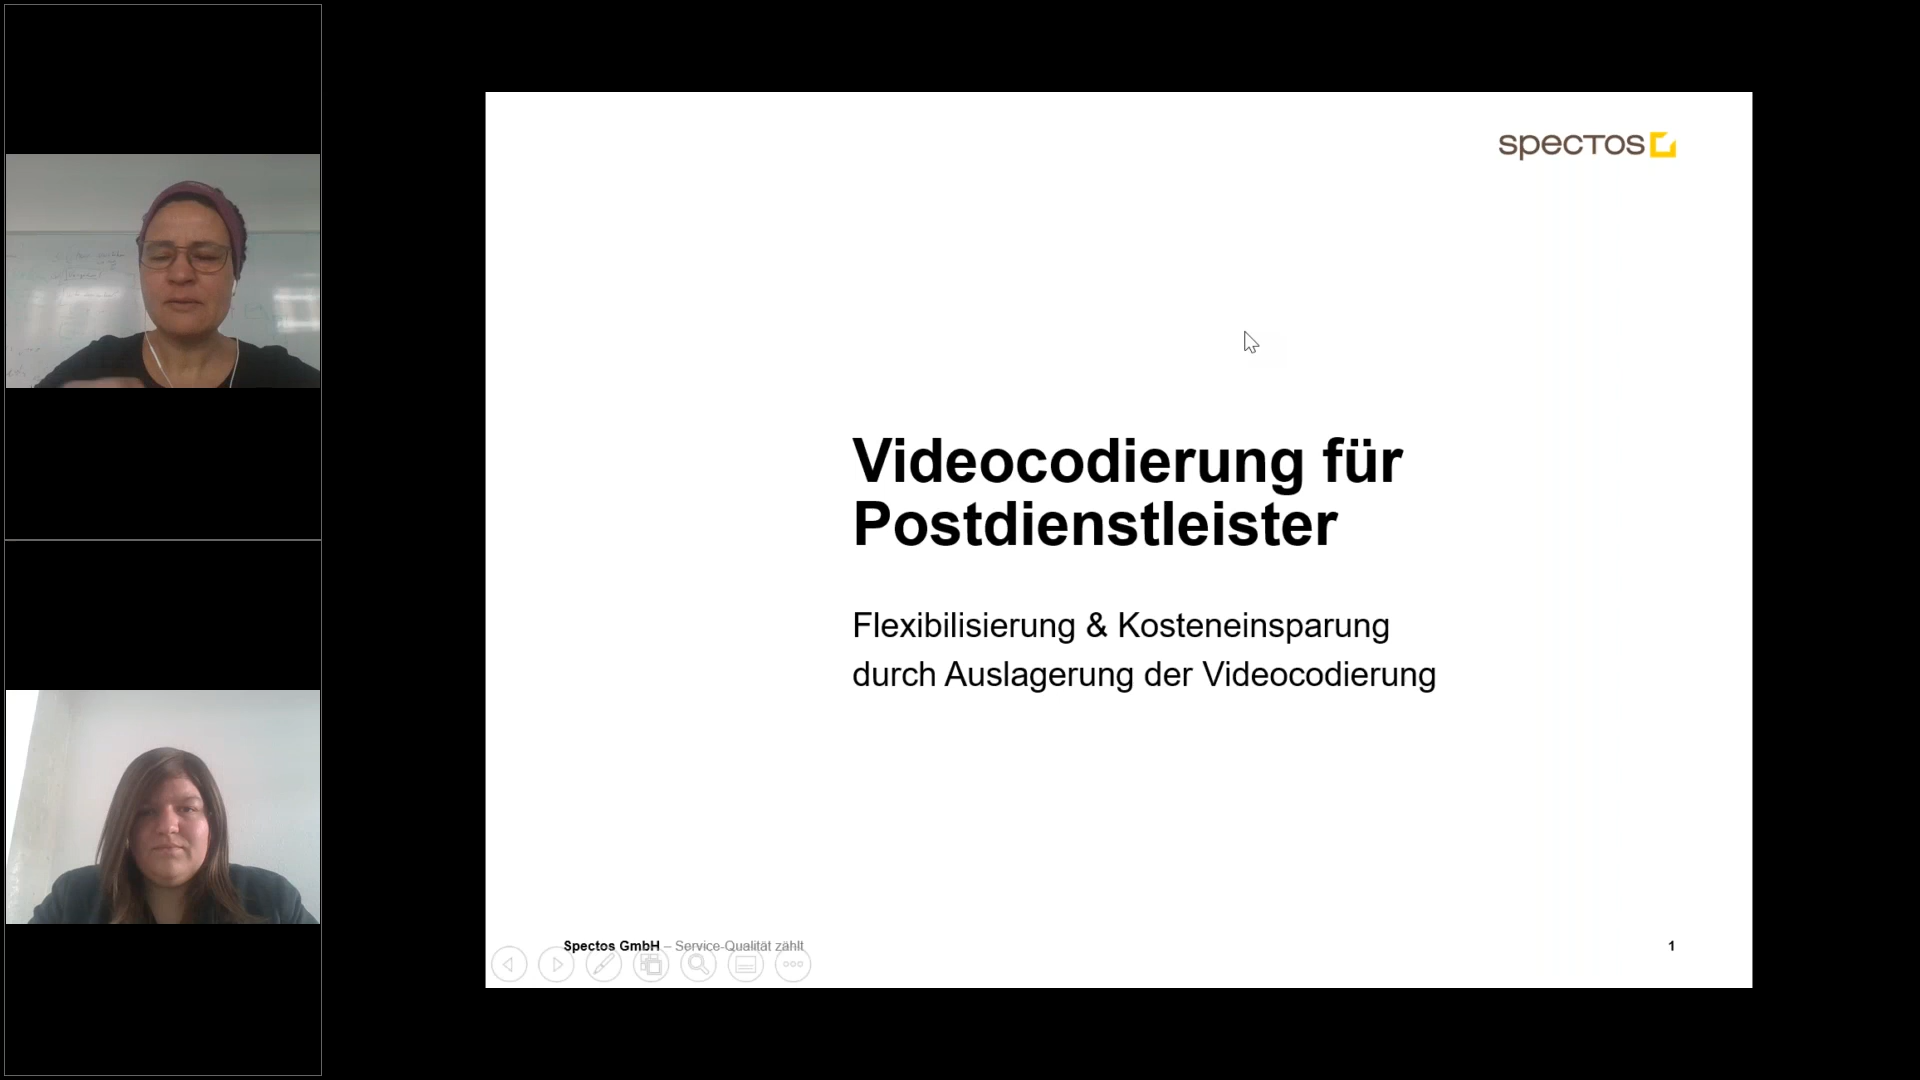 spectos
Videocodierung für
Postdienstleister
Flexibilisierung & Kosteneinsparung
durch Auslagerung der Videocodierung
Spectos GmbH – Service-Qualität zählt
1